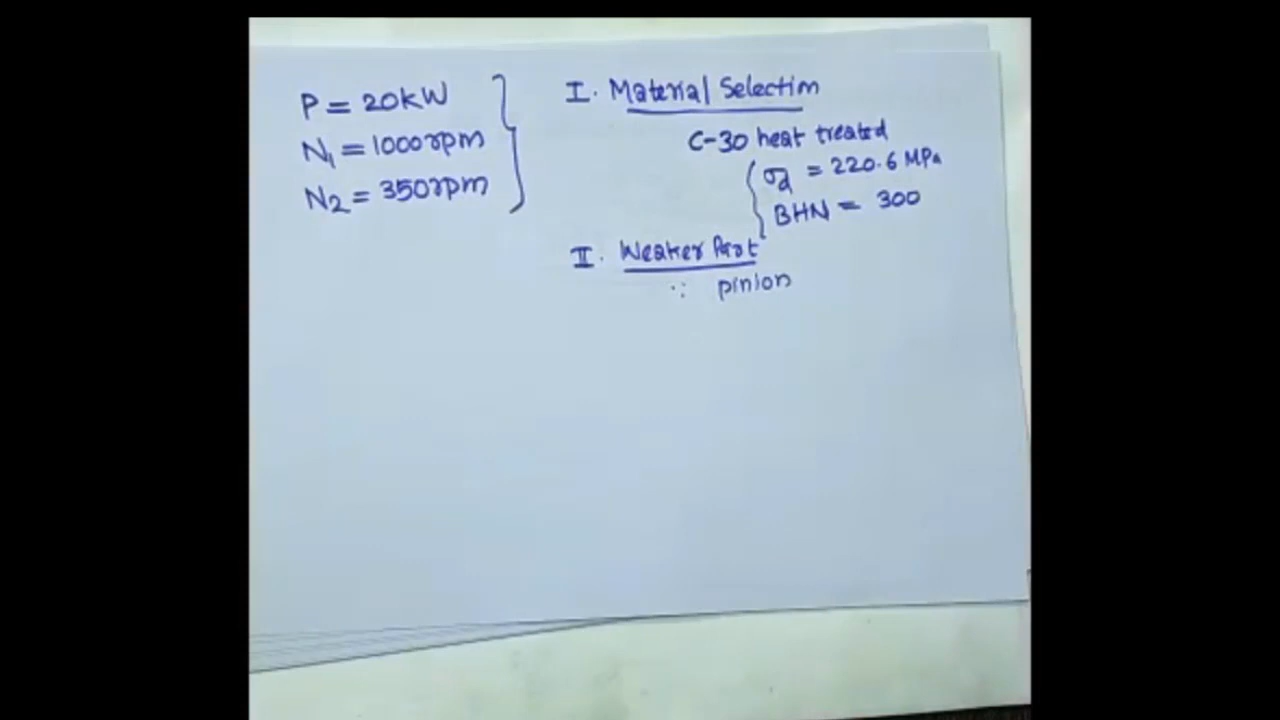 P = 20kW
N1 = 1000rpm
N2 = 350rpm
I. Material Selection
C-30 heat treated
σd = 220.6 MPa
BHN = 300
II. Weaker Part
∵ pinion